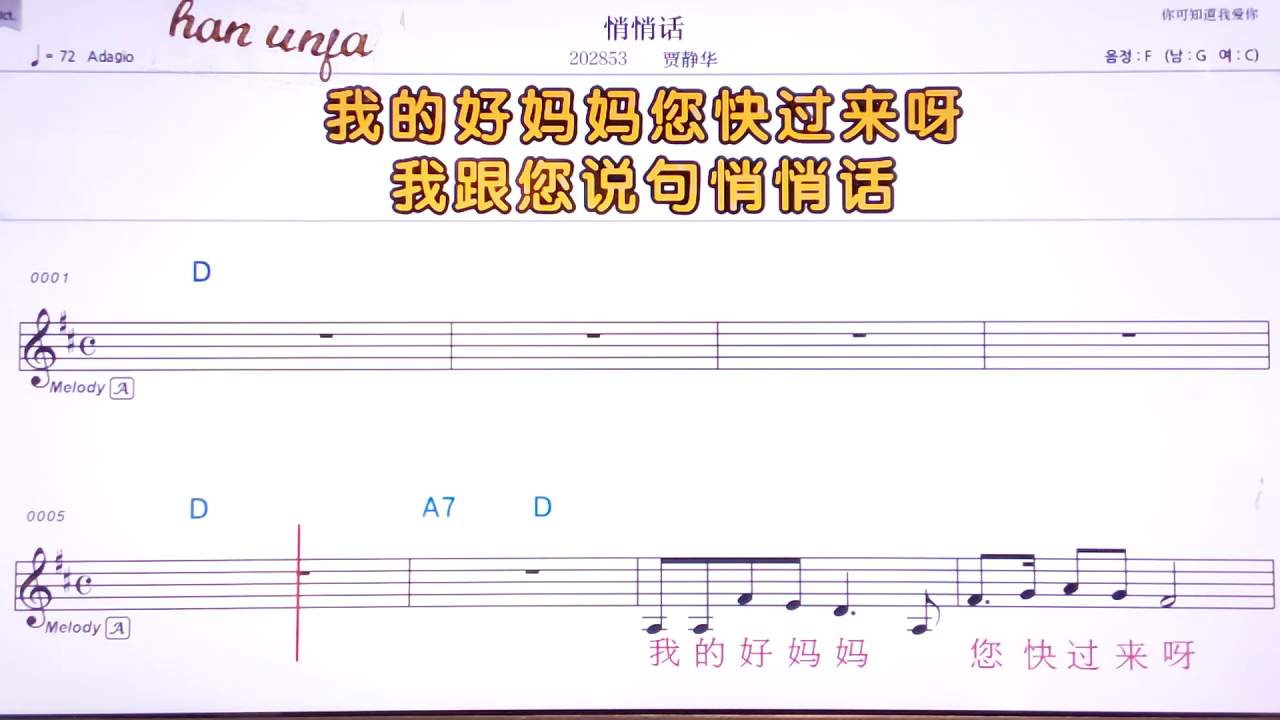 ct.
han unja
悄悄话
你可知道我爱你
♩= 72 Adagio
202853 贾静华
음정 : F (남 : G 여 : C)
我的好妈妈您快过来呀
我跟您说句悄悄话
0001
D
Melody A
0005
D A7 D
Melody A
我的好妈妈 您快过来呀